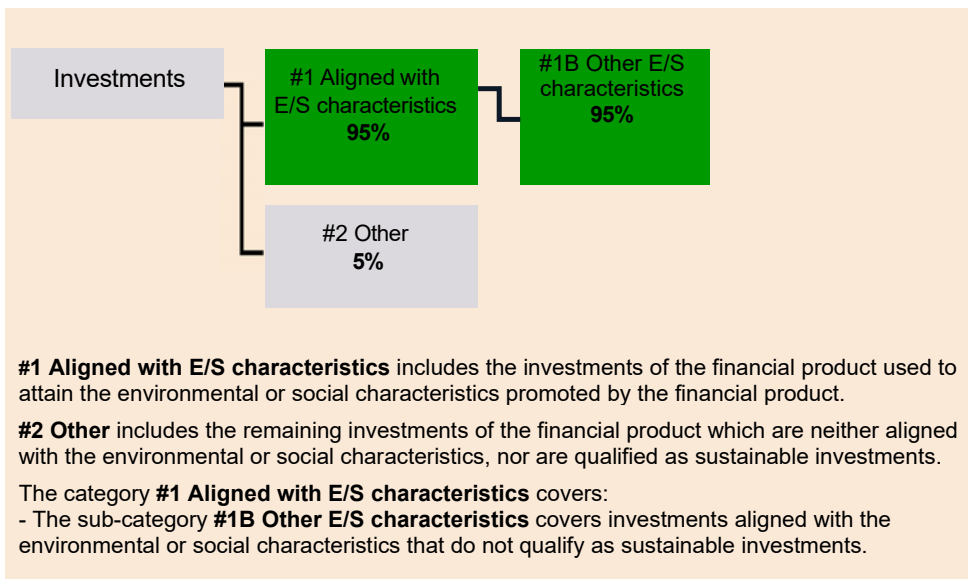 Investments
#1 Aligned with
E/S characteristics
95%
#1B Other E/S
characteristics
95%
#2 Other
5%
#1 Aligned with E/S characteristics includes the investments of the financial product used to
attain the environmental or social characteristics promoted by the financial product.
#2 Other includes the remaining investments of the financial product which are neither aligned
with the environmental or social characteristics, nor are qualified as sustainable investments.
The category #1 Aligned with E/S characteristics covers:
- The sub-category #1B Other E/S characteristics covers investments aligned with the
environmental or social characteristics that do not qualify as sustainable investments.